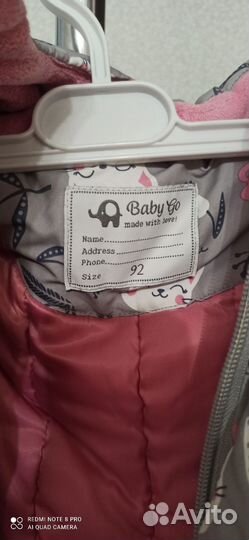 Baby Go
made with love!
Name
Address
Phone
Size 92
REDMI NOTE 8 PRO
AI QUAD CAMERA
Avito